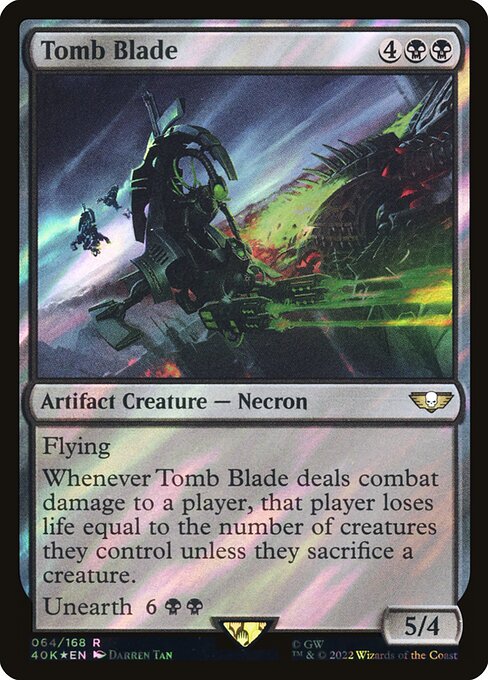 Tomb Blade 4
Artifact Creature — Necron
Flying
Whenever Tomb Blade deals combat
damage to a player, that player loses
life equal to the number of creatures
they control unless they sacrifice a
creature.
Unearth 6
5/4
064/168 R
40K★EN DARREN TAN
© GW
™ & © 2022 Wizards of the Coast